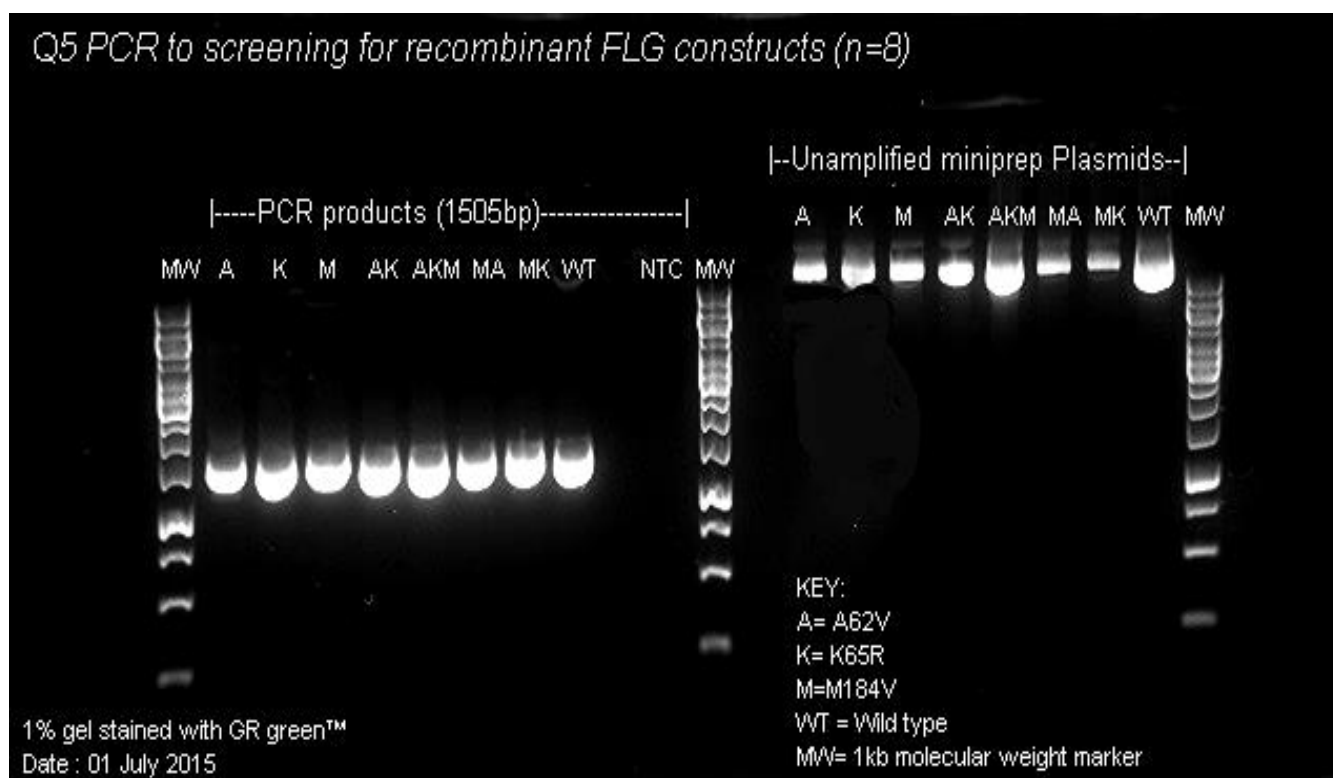 Q5 PCR to screening for recombinant FLG constructs (n=8)
|--Unamplified miniprep Plasmids--|
|-----PCR products (1505bp)-----------------|
A K M AK AKM MA MK WT MW
MW A K M AK AKM MA MK WT NTC MW
KEY:
A= A62V
K= K65R
M=M184V
WT = Wild type
MW= 1kb molecular weight marker
1% gel stained with GR green™
Date : 01 July 2015